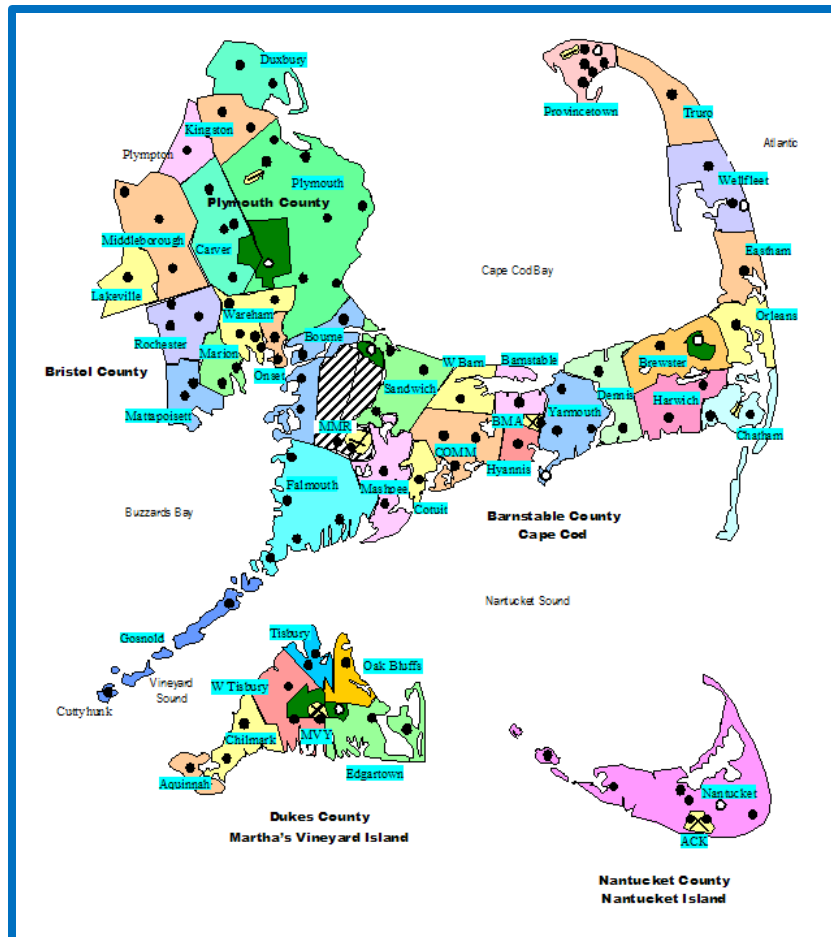 Duxbury
Kingston
Plympton
Plymouth
Plymouth County
Middleborough
Carver
Lakeville
Wareham
Rochester
Marion
Onset
Bourne
Bristol County
Mattapoisett
Provincetown
Truro
Atlantic
Wellfleet
Eastham
Cape Cod Bay
Orleans
Sandwich
W Barn
Barnstable
Brewster
Dennis
Harwich
Chatham
BMA
Yarmouth
MMR
COMM
Hyannis
Mashpee
Cotuit
Falmouth
Buzzards Bay
Barnstable County
Cape Cod
Nantucket Sound
Gosnold
Cuttyhunk
Vineyard
Sound
Tisbury
Oak Bluffs
W Tisbury
Chilmark
MVY
Aquinnah
Edgartown
Dukes County
Martha's Vineyard Island
Nantucket
ACK
Nantucket County
Nantucket Island